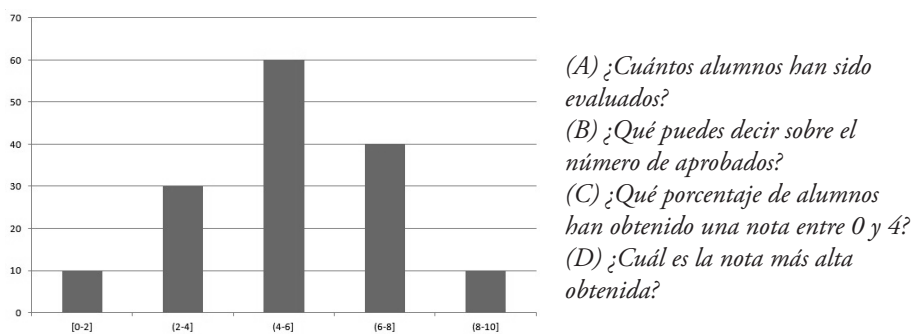 70
60
50
40
30
20
10
0
[0-2]
(2-4]
(4-6]
(6-8]
(8-10]
(A) ¿Cuántos alumnos han sido
evaluados?
(B) ¿Qué puedes decir sobre el
número de aprobados?
(C) ¿Qué porcentaje de alumnos
han obtenido una nota entre 0 y 4?
(D) ¿Cuál es la nota más alta
obtenida?